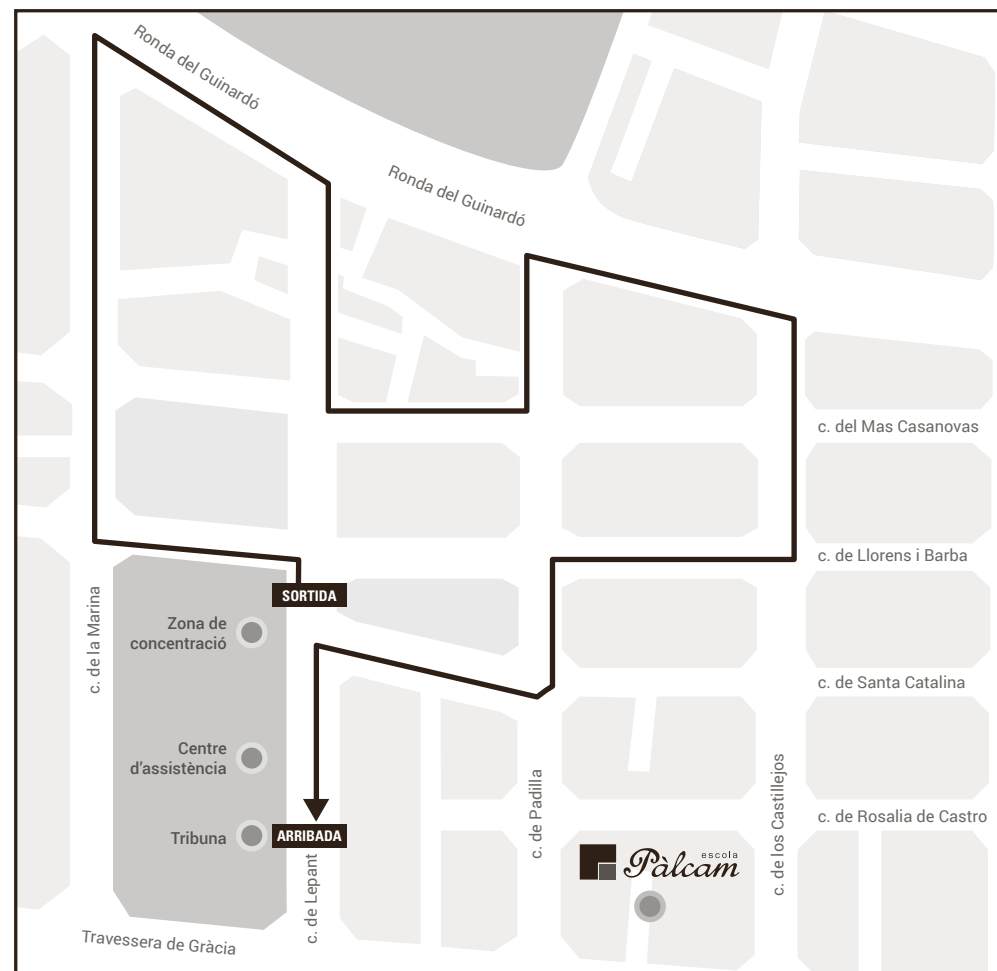 Ronda del Guinardó
Ronda del Guinardó
c. del Mas Casanovas
c. de Llorens i Barba
SORTIDA
Zona de
concentració
c. de la Marina
c. de Santa Catalina
Centre
d'assistència
c. de Padilla
c. de los Castillejos
c. de Rosalia de Castro
Tribuna
ARRIBADA
escola
Pàlcam
c. de Lepant
Travessera de Gràcia